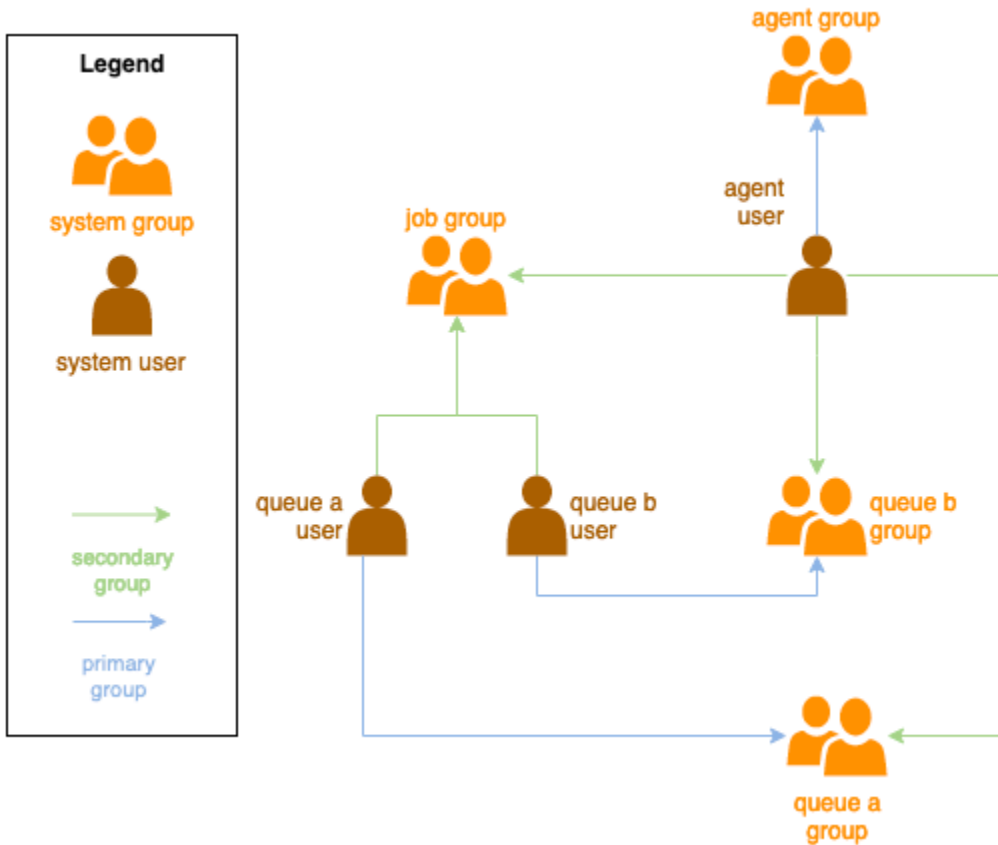 Legend
system group
system user
secondary
group
primary
group
agent group
agent
user
job group
queue a
user
queue b
user
queue b
group
queue a
group